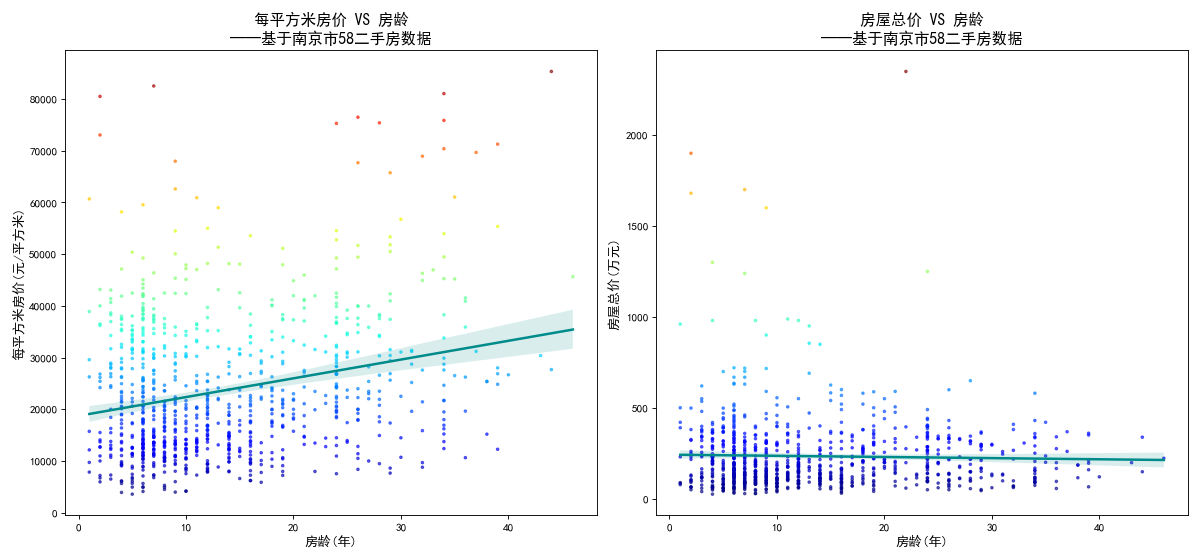 每平方米房价 VS 房龄
——基于南京市58二手房数据
每平方米房价(元/平方米)
80000
70000
60000
50000
40000
30000
20000
10000
0
0 10 20 30 40
房龄(年)
房屋总价 VS 房龄
——基于南京市58二手房数据
房屋总价(万元)
2000
1500
1000
500
0
0 10 20 30 40
房龄(年)